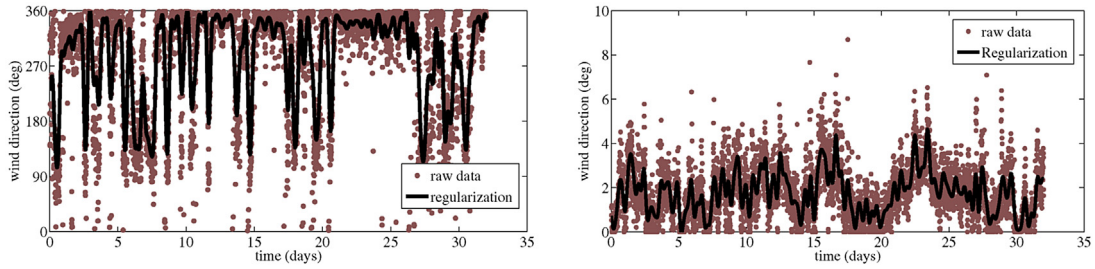 360
270
180
90
0
wind direction (deg)
raw data
regularization
0 5 10 15 20 25 30 35
time (days)
10
8
6
4
2
0
wind direction (deg)
raw data
Regularization
0 5 10 15 20 25 30 35
time (days)